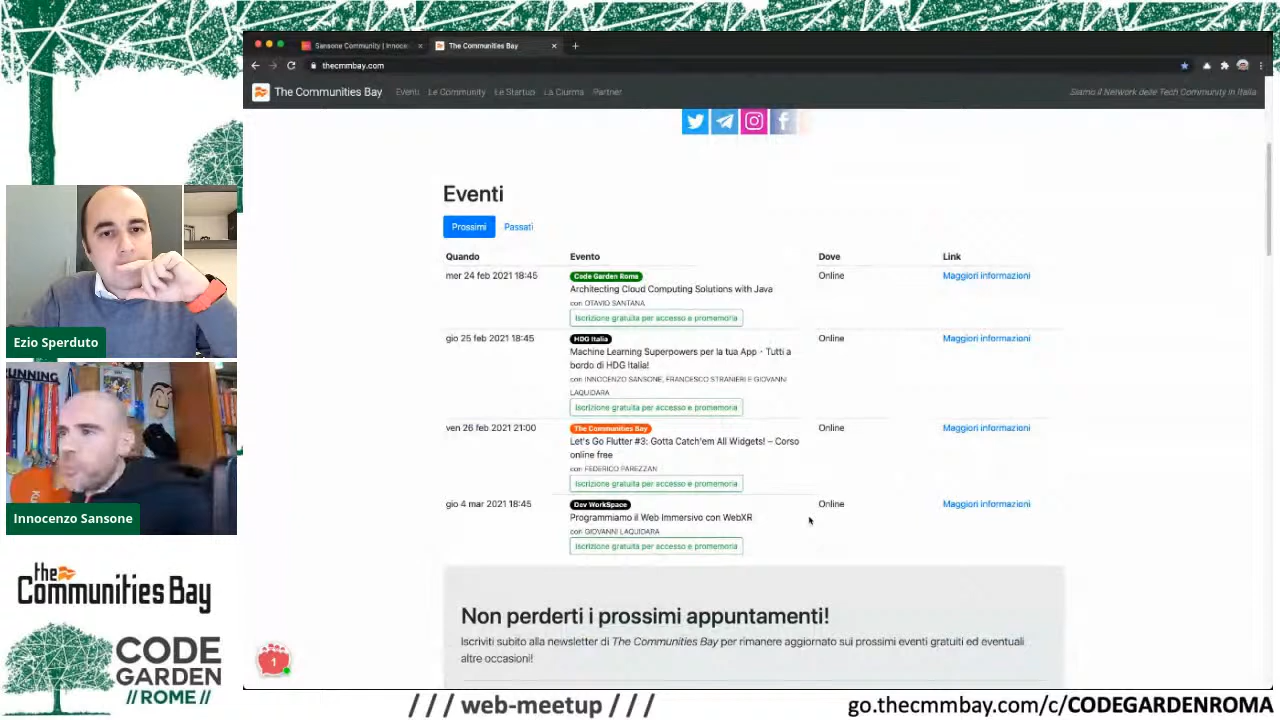 Sansone Community | Innoce
The Communities Bay
thecmmbay.com
The Communities Bay
Eventi
Le Community
Le Startup
La Ciurma
Partner
Siamo il Network delle Tech Community in Italia
Eventi
Prossimi
Passati
Quando
Evento
Dove
Link
mer 24 feb 2021 18:45
Code Garden Roma
Architecting Cloud Computing Solutions with Java
con OTAVIO SANTANA
Iscrizione gratuita per accesso e promemoria
Online
Maggiori informazioni
gio 25 feb 2021 18:45
HDG Italia
Machine Learning Superpowers per la tua App - Tutti a
bordo di HDG Italia!
con INNOCENZO SANSONE, FRANCESCO STRANIERI E GIOVANNI
LAQUIDARA
Iscrizione gratuita per accesso e promemoria
Online
Maggiori informazioni
ven 26 feb 2021 21:00
The Communities Bay
Let's Go Flutter #3: Gotta Catch'em All Widgets! – Corso
online free
con FEDERICO PAREZZAN
Iscrizione gratuita per accesso e promemoria
Online
Maggiori informazioni
gio 4 mar 2021 18:45
Dev WorkSpace
Programmiamo il Web Immersivo con WebXR
con GIOVANNI LAQUIDARA
Iscrizione gratuita per accesso e promemoria
Online
Maggiori informazioni
Non perderti i prossimi appuntamenti!
Iscriviti subito alla newsletter di The Communities Bay per rimanere aggiornato sui prossimi eventi gratuiti ed eventuali
altre occasioni!
1
Ezio Sperduto
UNNING
Innocenzo Sansone
the
Communities Bay
CODE
GARDEN
// ROME //
/ / / web-meetup / / /
go.thecmmbay.com/c/CODEGARDENROMA